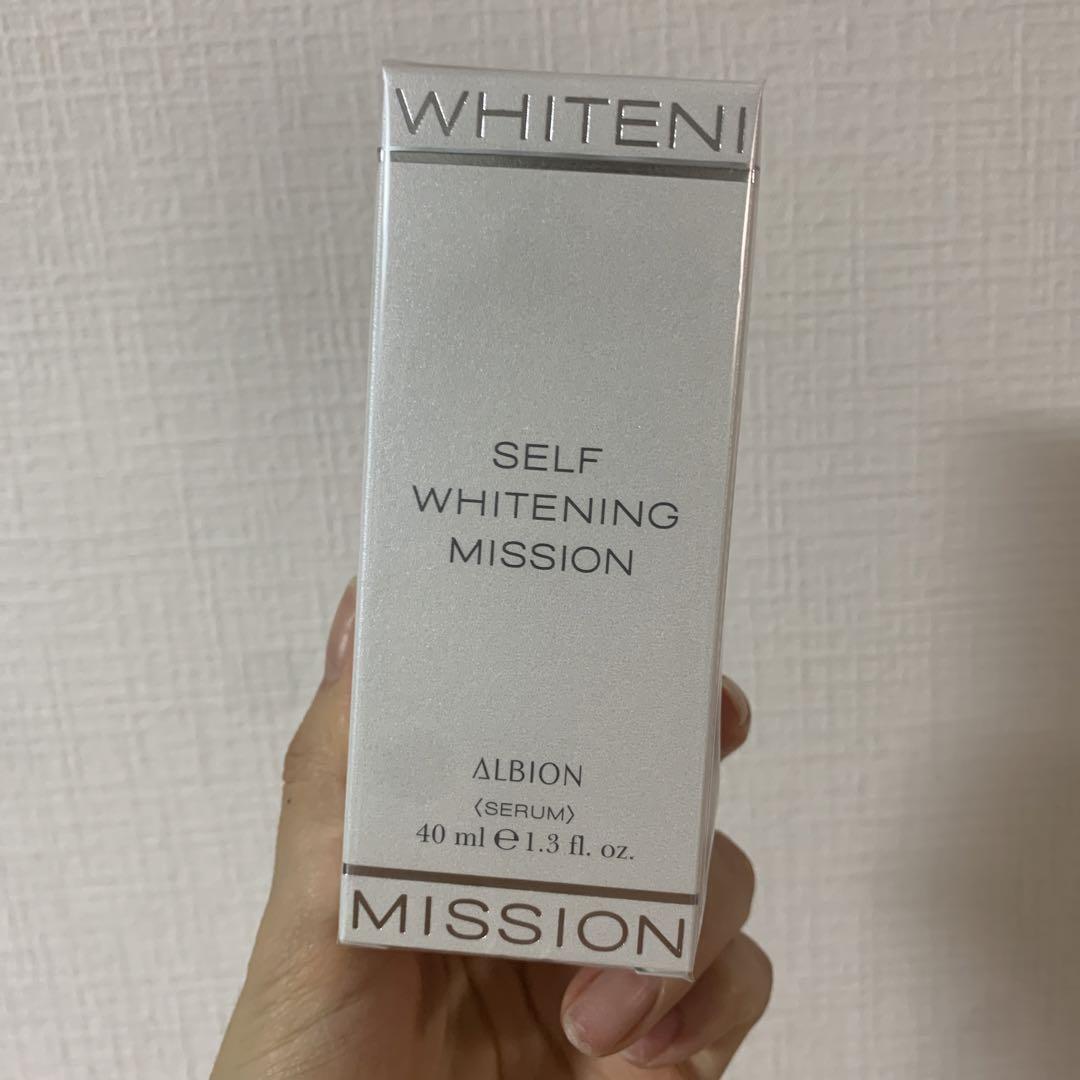 WHITENI
SELF
WHITENING
MISSION
ALBION
〈SERUM〉
40 ml ℮ 1.3 fl. oz.
MISSION